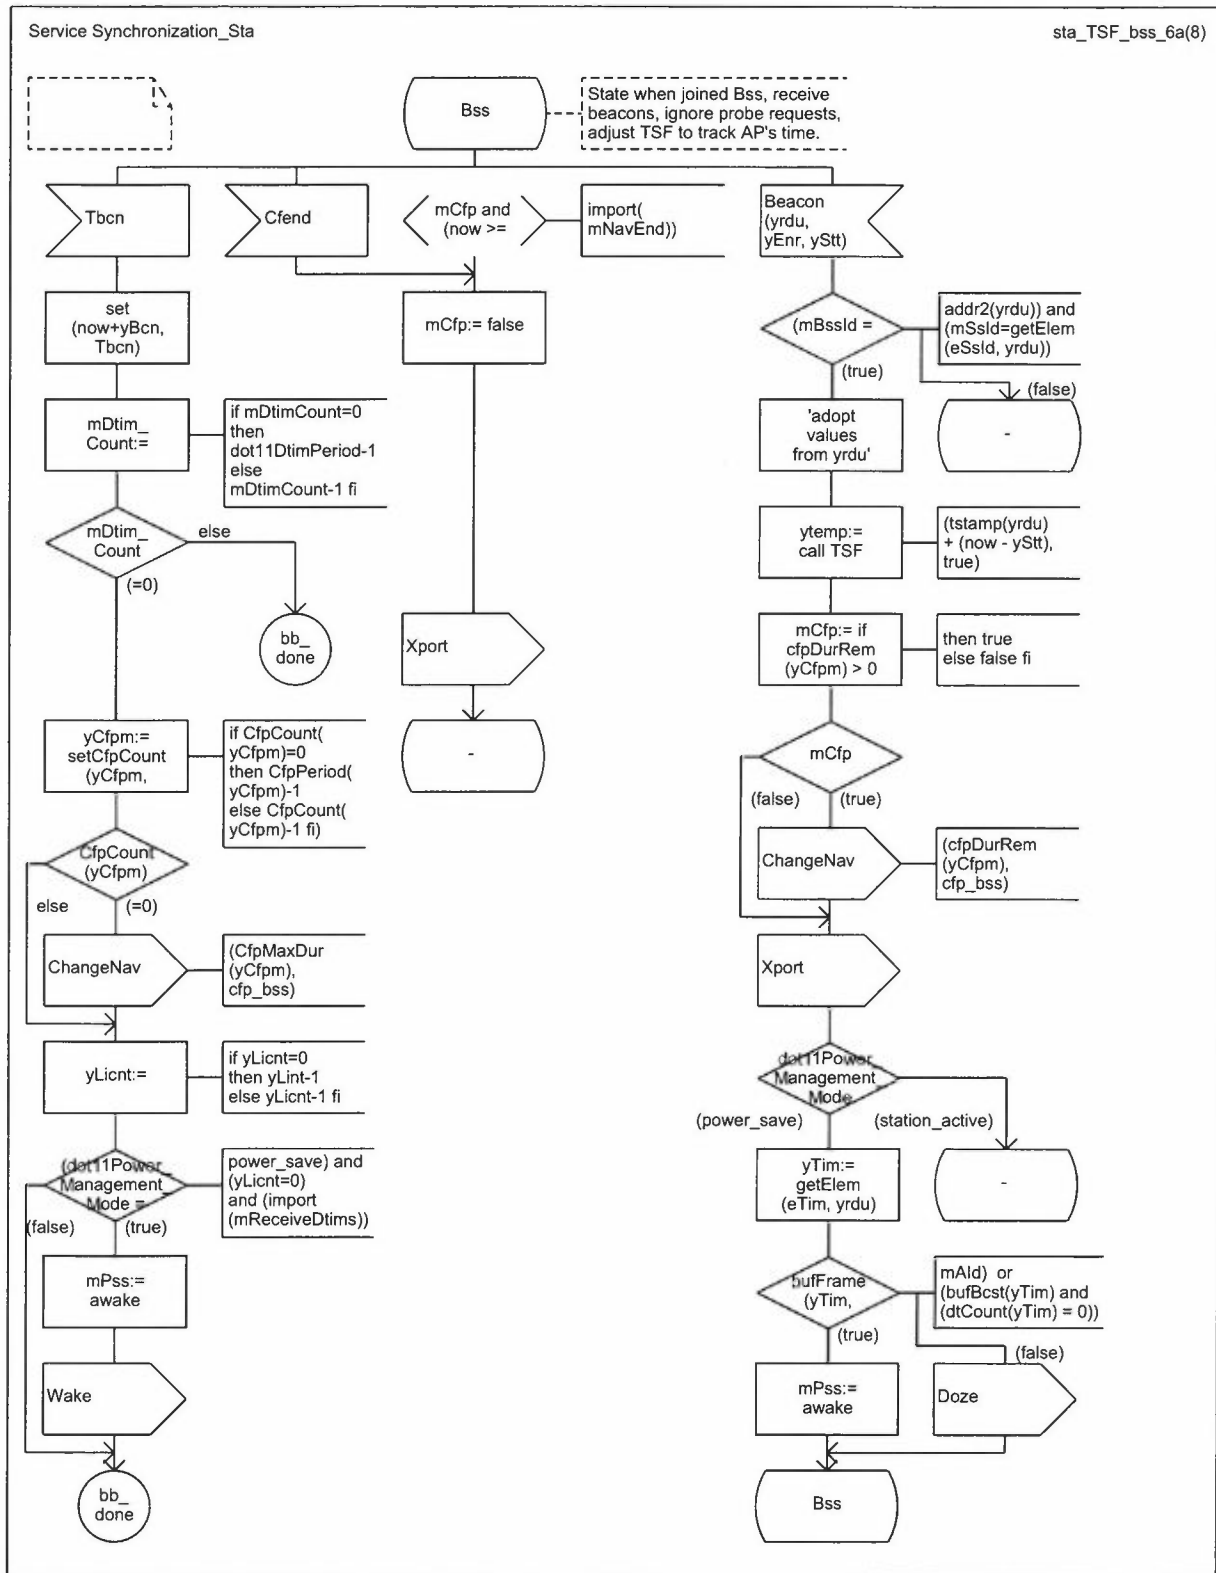 Service Synchronization_Sta
sta_TSF_bss_6a(8)
Bss
State when joined Bss, receive
beacons, ignore probe requests,
adjust TSF to track AP's time.
Tbcn
set
(now+yBcn,
Tbcn)
mDtim_
Count:=
if mDtimCount=0
then
dot11DtimPeriod-1
else
mDtimCount-1 fi
mDtim_
Count
else
(=0)
bb_
done
yCfpm:=
setCfpCount
(yCfpm,
if CfpCount(
yCfpm)=0
then CfpPeriod(
yCfpm)-1
else CfpCount(
yCfpm)-1 fi)
CfpCount
(yCfpm)
else
(=0)
ChangeNav
(CfpMaxDur
(yCfpm),
cfp_bss)
yLicnt:=
if yLicnt=0
then yLint-1
else yLicnt-1 fi
(dot11Power_
Management_
Mode =
power_save) and
(yLicnt=0)
and (import
(mReceiveDtims))
(false)
(true)
mPss:=
awake
Wake
bb_
done
Cfend
mCfp and
(now >=
import(
mNavEnd))
mCfp:= false
Xport
-
Beacon
(yrdu,
yEnr, yStt)
(mBssId =
addr2(yrdu)) and
(mSsId=getElem
(eSsId, yrdu))
(true)
(false)
-
'adopt
values
from yrdu'
ytemp:=
call TSF
(tstamp(yrdu)
+ (now - yStt),
true)
mCfp:= if
cfpDurRem
(yCfpm) > 0
then true
else false fi
mCfp
(false)
(true)
ChangeNav
(cfpDurRem
(yCfpm),
cfp_bss)
Xport
dot11Power_
Management_
Mode
(power_save)
(station_active)
-
yTim:=
getElem
(eTim, yrdu)
bufFrame
(yTim,
mAId) or
(bufBcst(yTim) and
(dtCount(yTim) = 0))
(true)
(false)
mPss:=
awake
Doze
Bss